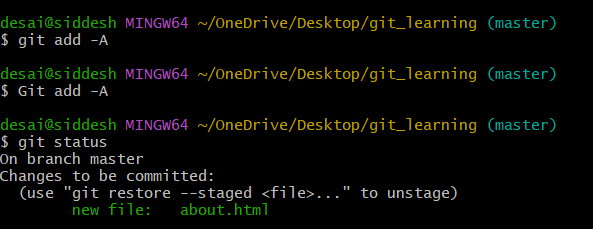 desai@siddesh MINGW64 ~/OneDrive/Desktop/git_learning (master)
$ git add -A
desai@siddesh MINGW64 ~/OneDrive/Desktop/git_learning (master)
$ Git add -A
desai@siddesh MINGW64 ~/OneDrive/Desktop/git_learning (master)
$ git status
On branch master
Changes to be committed:
  (use "git restore --staged <file>..." to unstage)
        new file:   about.html